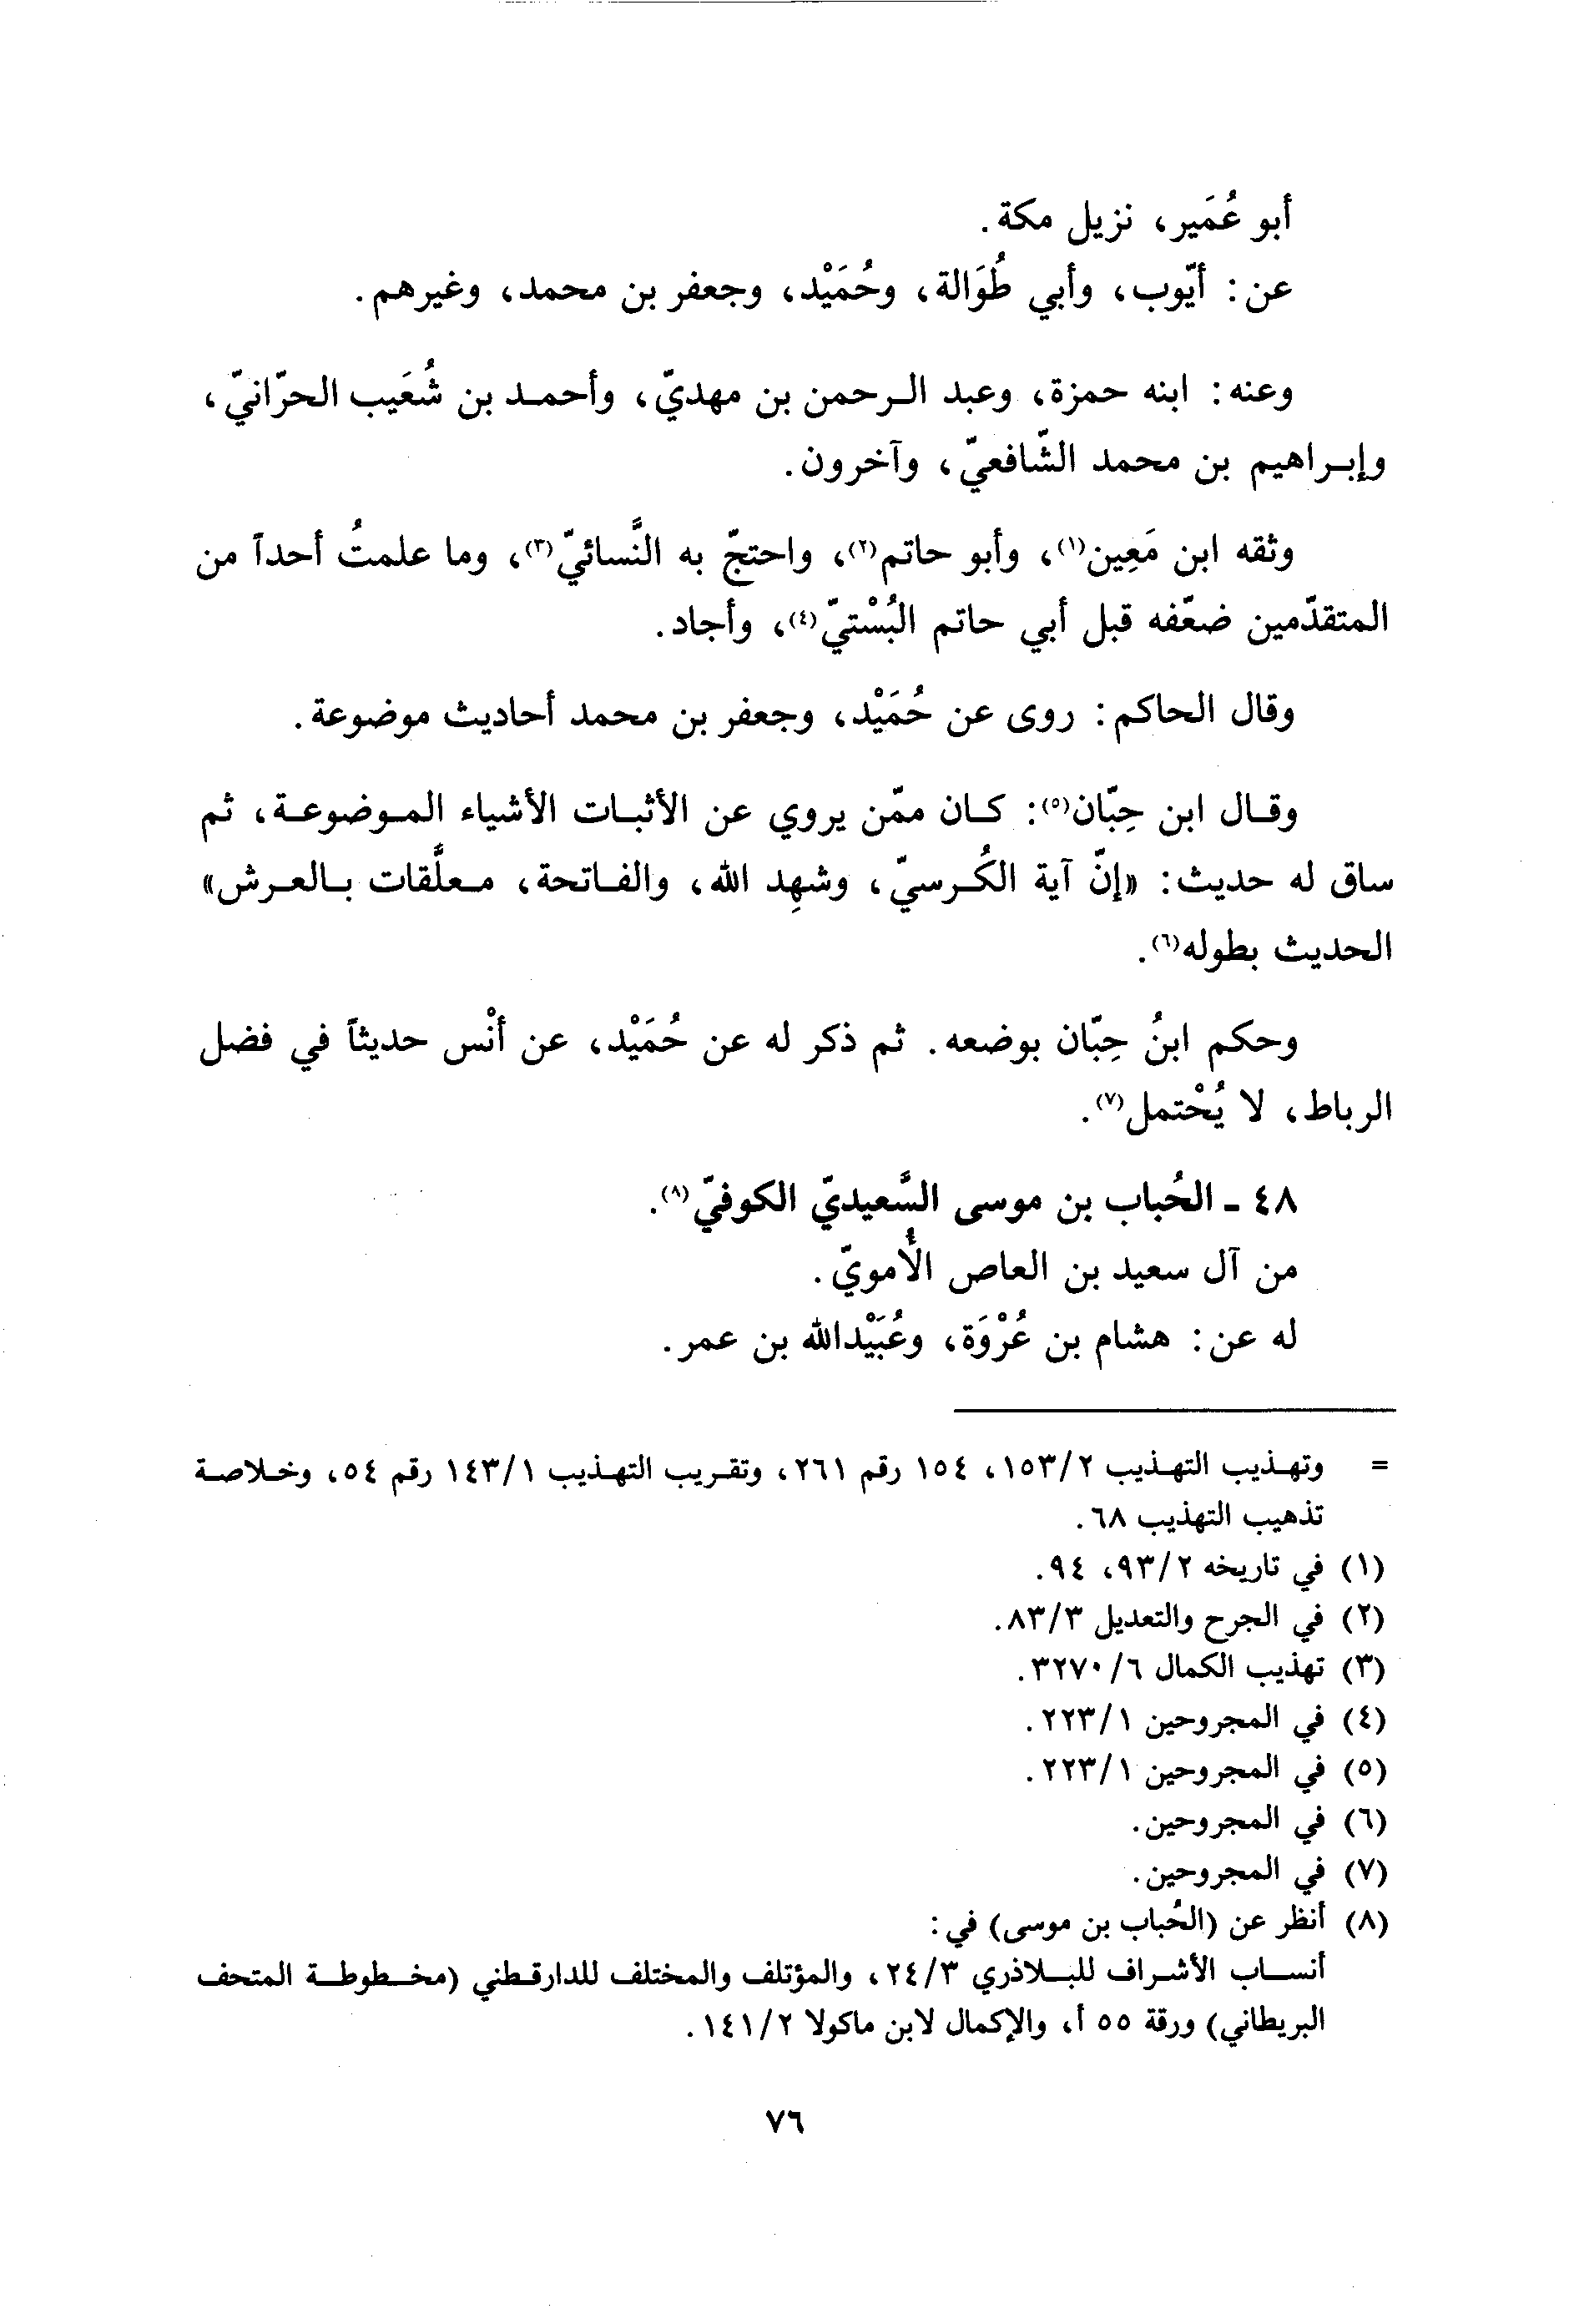 أبو عُمَير، نزيل مكة.
عن: أيّوب، وأبي طُوَالة، وحُمَيْد، وجعفر بن محمد، وغيرهم.
وعنه: ابنه حمزة، وعبد الرحمن بن مهديّ، وأحمد بن شُعَيب الحرّانيّ،
وإبراهيم بن محمد الشّافعيّ، وآخرون.
وثقه ابن مَعِين(١)، وأبو حاتم(٢)، واحتجّ به النَّسائيّ(٣)، وما علمتُ أحداً من
المتقدّمين ضعّفه قبل أبي حاتم البُسْتيّ(٤)، وأجاد.
وقال الحاكم: روى عن حُمَيْد، وجعفر بن محمد أحاديث موضوعة.
وقال ابن حِبّان(٥): كان ممّن يروي عن الأثبات الأشياء الموضوعة، ثم
ساق له حديث: «إنّ آية الكُرسيّ، وشهِد الله، والفاتحة، معلَّقات بالعرش»
الحديث بطوله(٦).
وحكم ابنُ حِبّان بوضعه. ثم ذكر له عن حُمَيْد، عن أنْس حديثاً في فضل
الرباط، لا يُحْتمل(٧).
٤٨ ـ الحُباب بن موسى السَّعيديّ الكوفيّ(٨).
من آل سعيد بن العاص الأُمويّ.
له عن: هشام بن عُرْوَة، وعُبَيْدالله بن عمر.
= وتهذيب التهذيب ١٥٣/٢، ١٥٤ رقم ٢٦١، وتقريب التهذيب ١٤٣/١ رقم ٥٤، وخلاصة
تذهيب التهذيب ٦٨.
(١) في تاريخه ٩٣/٢، ٩٤.
(٢) في الجرح والتعديل ٨٣/٣.
(٣) تهذيب الكمال ٣٢٧٠/٦.
(٤) في المجروحين ٢٢٣/١.
(٥) في المجروحين ٢٢٣/١.
(٦) في المجروحين.
(٧) في المجروحين.
(٨) أنظر عن (الحُباب بن موسى) في:
أنساب الأشراف للبلاذري ٢٤/٣، والمؤتلف والمختلف للدارقطني (مخطوطة المتحف
البريطاني) ورقة ٥٥ أ، والإكمال لابن ماكولا ١٤١/٢.
٧٦